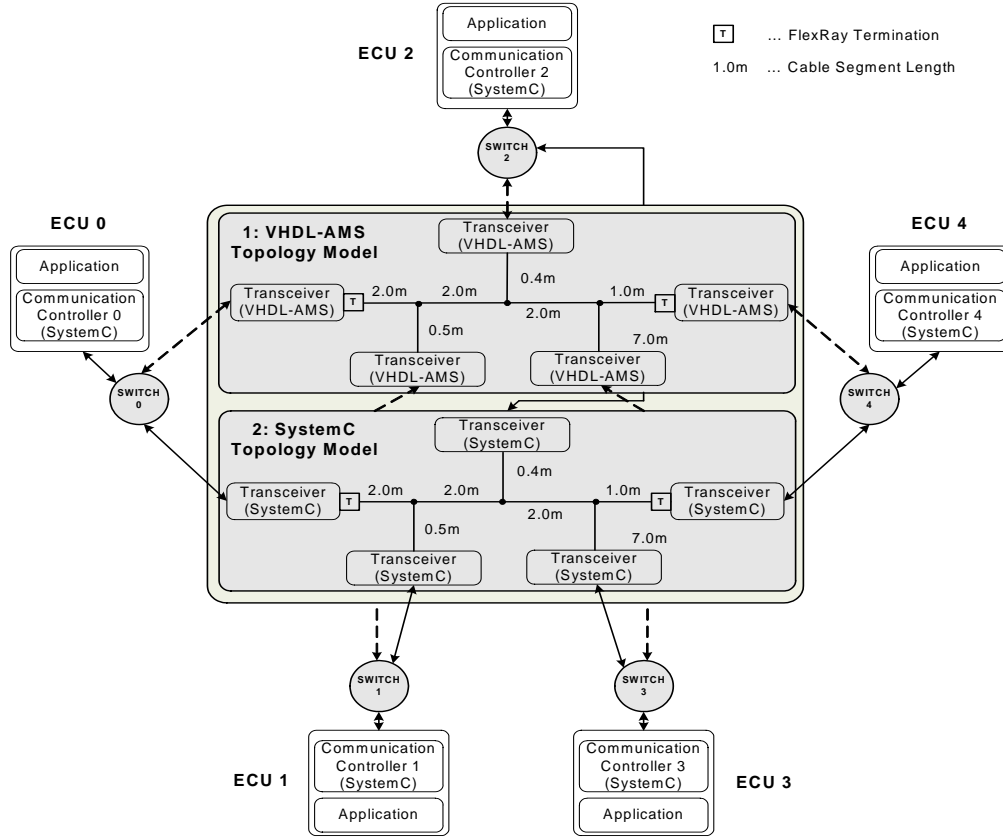 Application
Communication
Controller 2
(SystemC)
ECU 2
T
... FlexRay Termination
1.0m ... Cable Segment Length
SWITCH
2
ECU 0
Application
Communication
Controller 0
(SystemC)
SWITCH
0
ECU 4
Application
Communication
Controller 4
(SystemC)
SWITCH
4
1: VHDL-AMS
Topology Model
Transceiver
(VHDL-AMS)
0.4m
Transceiver
(VHDL-AMS)
T
2.0m
2.0m
2.0m
1.0m
T
Transceiver
(VHDL-AMS)
0.5m
7.0m
Transceiver
(VHDL-AMS)
Transceiver
(VHDL-AMS)
2: SystemC
Topology Model
Transceiver
(SystemC)
0.4m
Transceiver
(SystemC)
T
2.0m
2.0m
2.0m
1.0m
T
Transceiver
(SystemC)
0.5m
7.0m
Transceiver
(SystemC)
Transceiver
(SystemC)
SWITCH
1
SWITCH
3
ECU 1
Communication
Controller 1
(SystemC)
Application
Communication
Controller 3
(SystemC)
Application
ECU 3